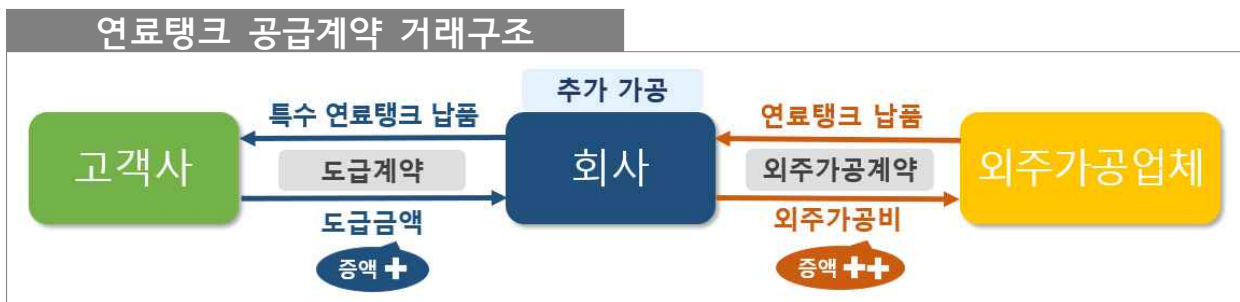 연료탱크 공급계약 거래구조
추가 가공
특수 연료탱크 납품
연료탱크 납품
고객사
도급계약
회사
외주가공계약
외주가공업체
도급금액
외주가공비
증액 +
증액 ++